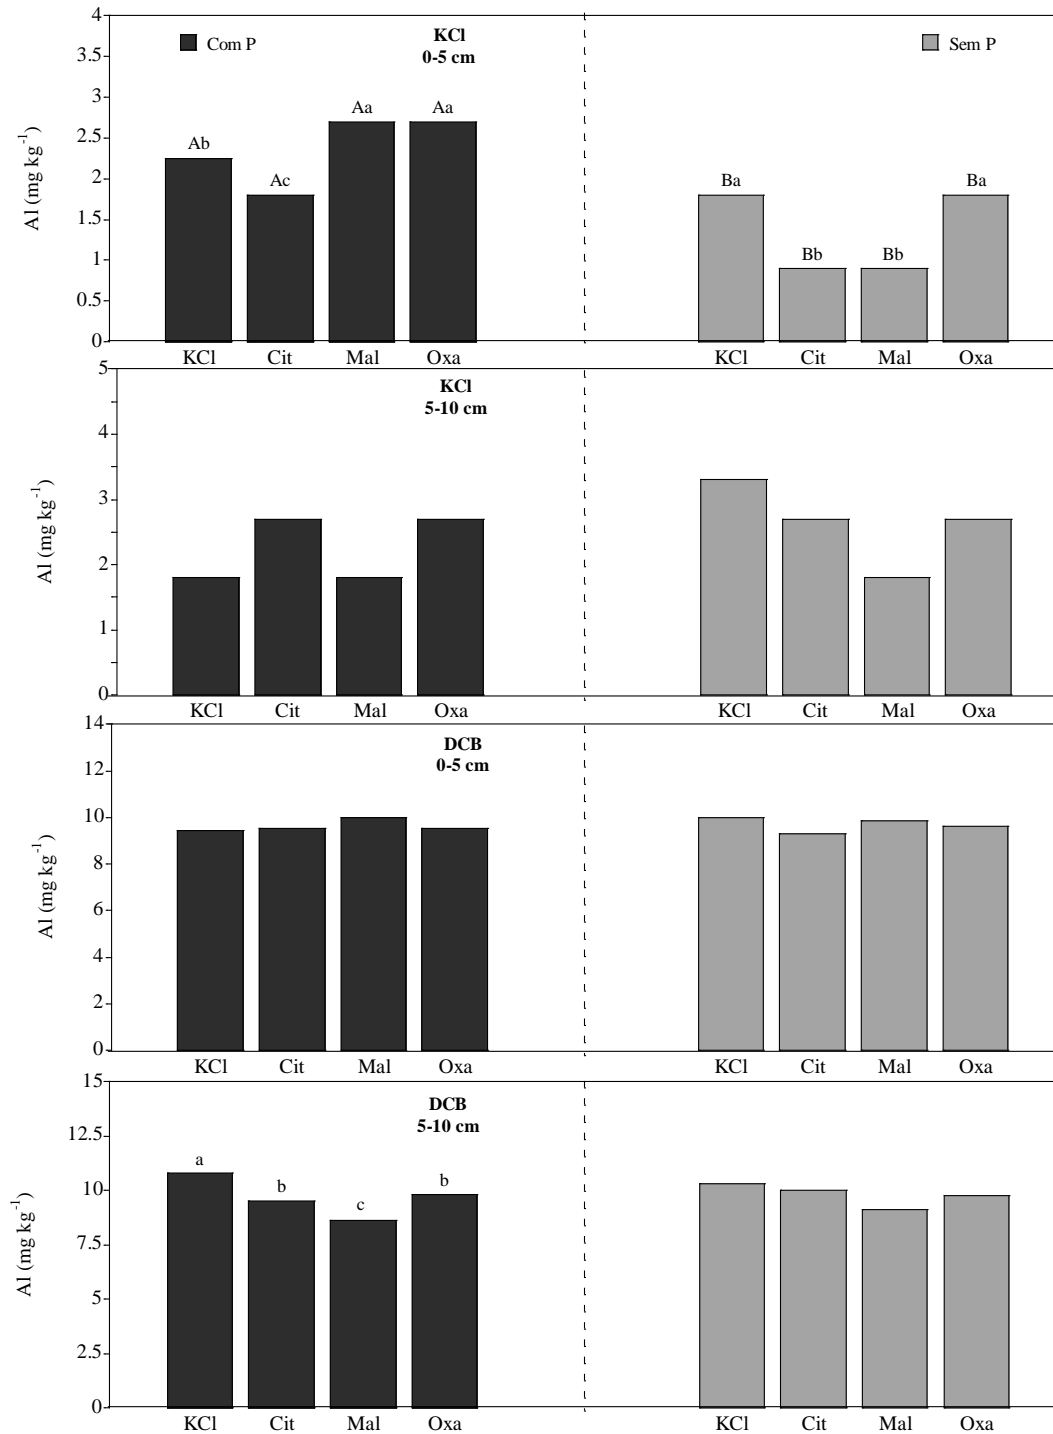 4
3.5
3
2.5
2
1.5
1
0.5
0
Al (mg kg-1)
Com P
KCl
0-5 cm
Sem P
Ab
Ac
Aa
Aa
Ba
Bb
Bb
Ba
KCl Cit Mal Oxa
KCl Cit Mal Oxa
5
4
3
2
1
0
Al (mg kg-1)
KCl
5-10 cm
KCl Cit Mal Oxa
KCl Cit Mal Oxa
14
12
10
8
6
4
2
0
Al (mg kg-1)
DCB
0-5 cm
KCl Cit Mal Oxa
KCl Cit Mal Oxa
15
12.5
10
7.5
5
2.5
0
Al (mg kg-1)
DCB
5-10 cm
a
b
c
b
KCl Cit Mal Oxa
KCl Cit Mal Oxa